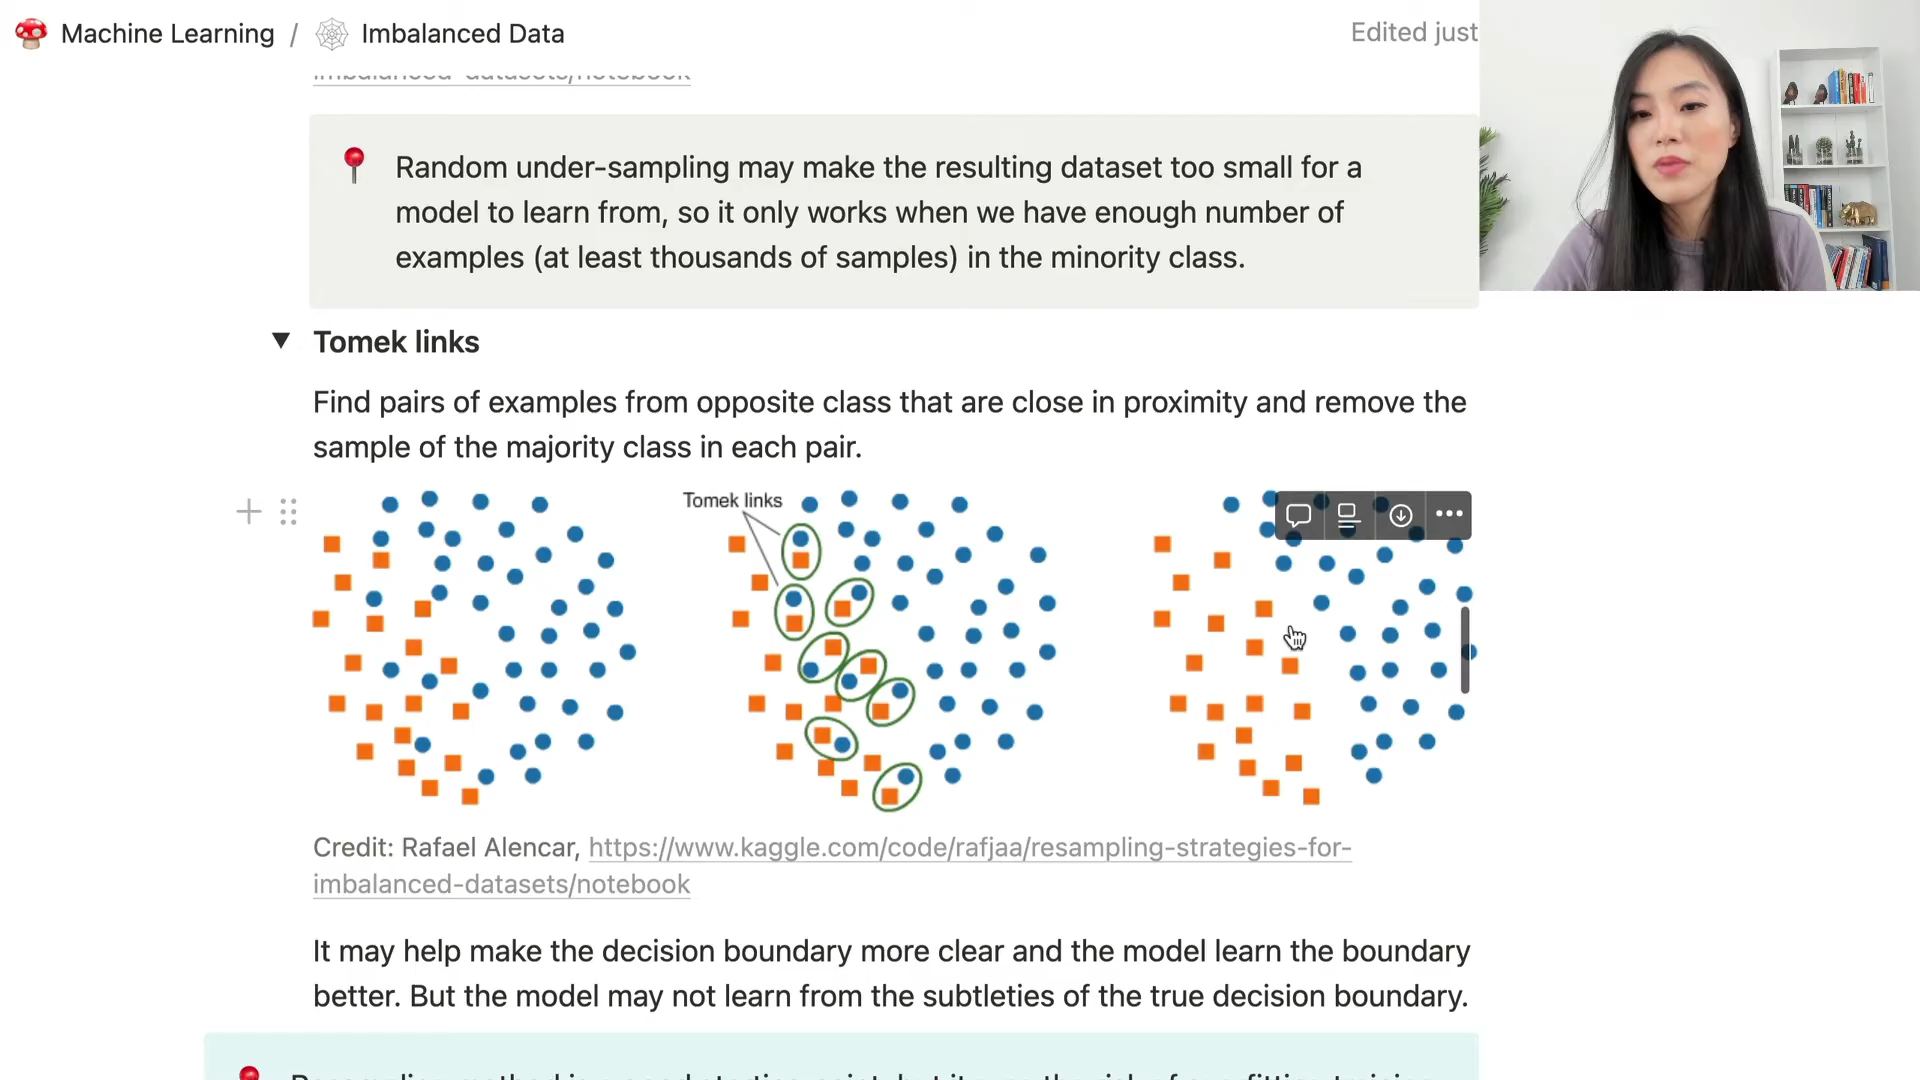 Machine Learning / Imbalanced Data
Edited just
imbalanced-datasets/notebook
Random under-sampling may make the resulting dataset too small for a
model to learn from, so it only works when we have enough number of
examples (at least thousands of samples) in the minority class.
Tomek links
Find pairs of examples from opposite class that are close in proximity and remove the
sample of the majority class in each pair.
Tomek links
Credit: Rafael Alencar, https://www.kaggle.com/code/rafjaa/resampling-strategies-for-
imbalanced-datasets/notebook
It may help make the decision boundary more clear and the model learn the boundary
better. But the model may not learn from the subtleties of the true decision boundary.